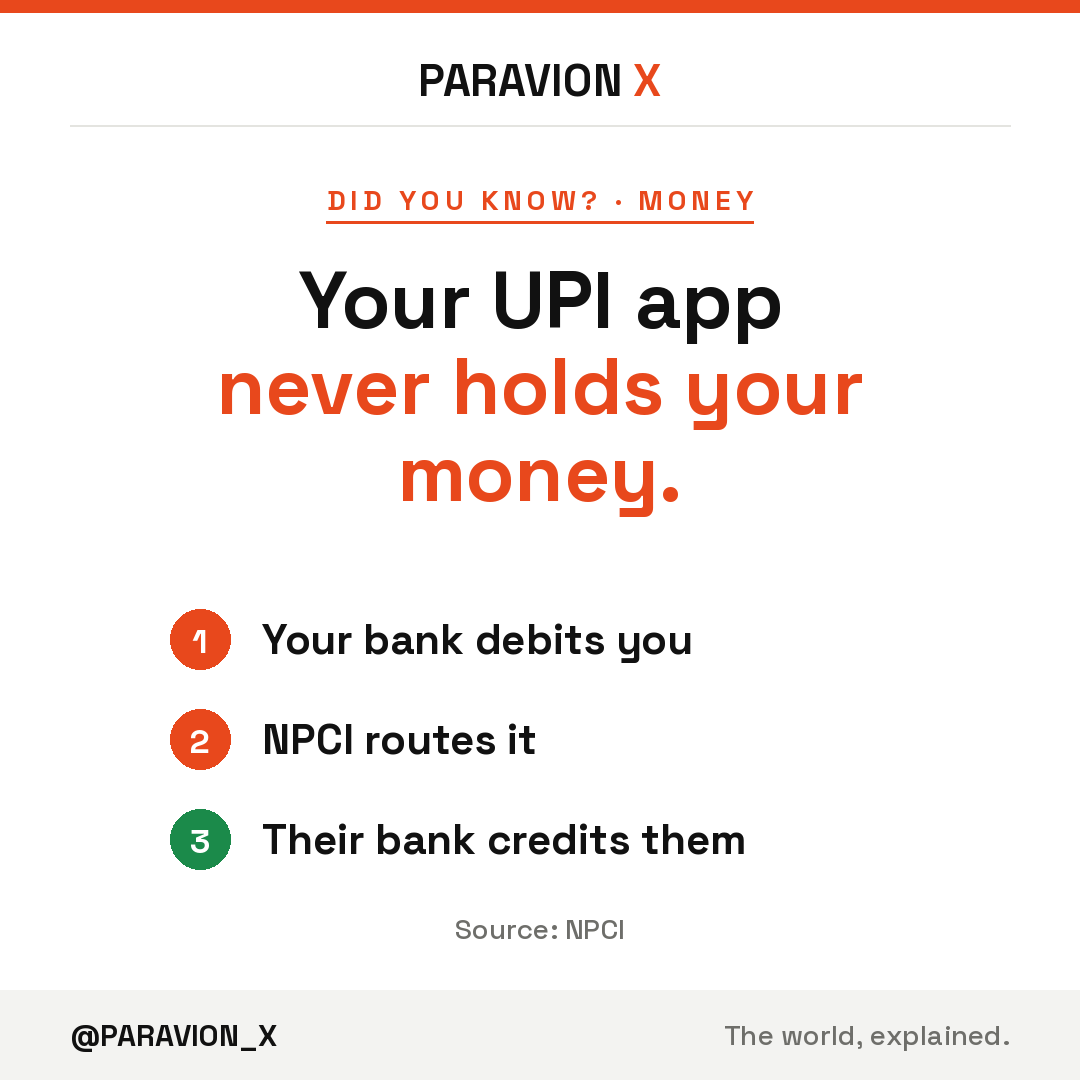 PARAVION X
DID YOU KNOW? · MONEY
Your UPI app
never holds your
money.
1 Your bank debits you
2 NPCI routes it
3 Their bank credits them
Source: NPCI
@PARAVION_X
The world, explained.